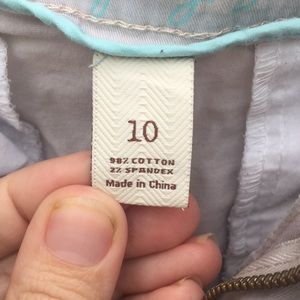 10
98% COTTON
2% SPANDEX
Made in China